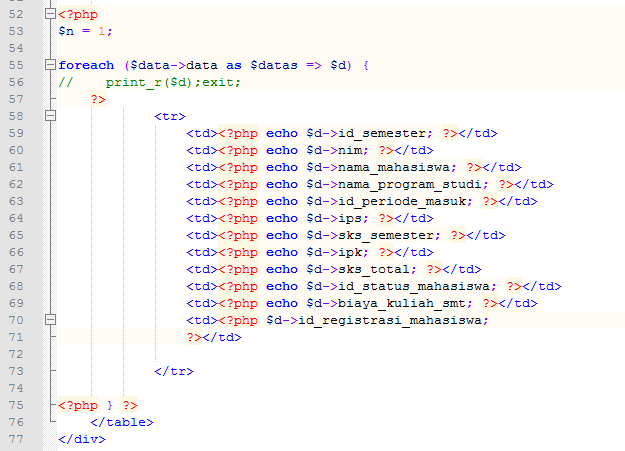 52 <?php
53 $n = 1;
54
55 foreach ($data->data as $datas => $d) {
56 //    print_r($d);exit;
57     ?>
58             <tr>
59                 <td><?php echo $d->id_semester; ?></td>
60                 <td><?php echo $d->nim; ?></td>
61                 <td><?php echo $d->nama_mahasiswa; ?></td>
62                 <td><?php echo $d->nama_program_studi; ?></td>
63                 <td><?php echo $d->id_periode_masuk; ?></td>
64                 <td><?php echo $d->ips; ?></td>
65                 <td><?php echo $d->sks_semester; ?></td>
66                 <td><?php echo $d->ipk; ?></td>
67                 <td><?php echo $d->sks_total; ?></td>
68                 <td><?php echo $d->id_status_mahasiswa; ?></td>
69                 <td><?php echo $d->biaya_kuliah_smt; ?></td>
70                 <td><?php $d->id_registrasi_mahasiswa;
71                 ?></td>
72
73             </tr>
74
75 <?php } ?>
76     </table>
77 </div>